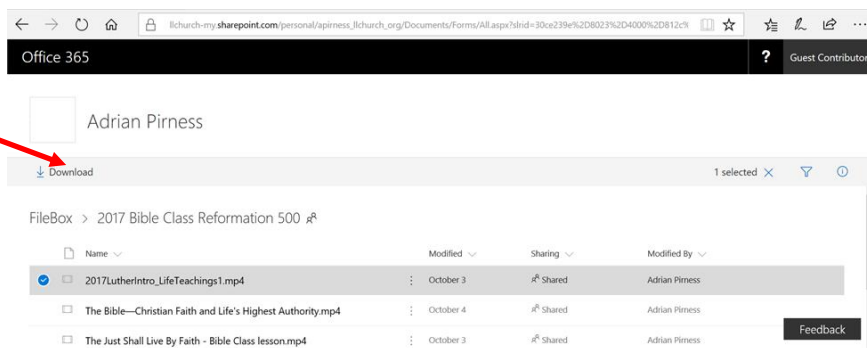 llchurch-my.sharepoint.com/personal/apirness_llchurch_org/Documents/Forms/All.aspx?slrid=30ce239e%2D8023%2D4000%2D812c%
Office 365 ? Guest Contributor
Adrian Pirness
Download 1 selected
FileBox > 2017 Bible Class Reformation 500
Name Modified Sharing Modified By
2017LutherIntro_LifeTeachings1.mp4 October 3 Shared Adrian Pirness
The Bible—Christian Faith and Life's Highest Authority.mp4 October 4 Shared Adrian Pirness
The Just Shall Live By Faith - Bible Class lesson.mp4 October 3 Shared Adrian Pirness
Feedback